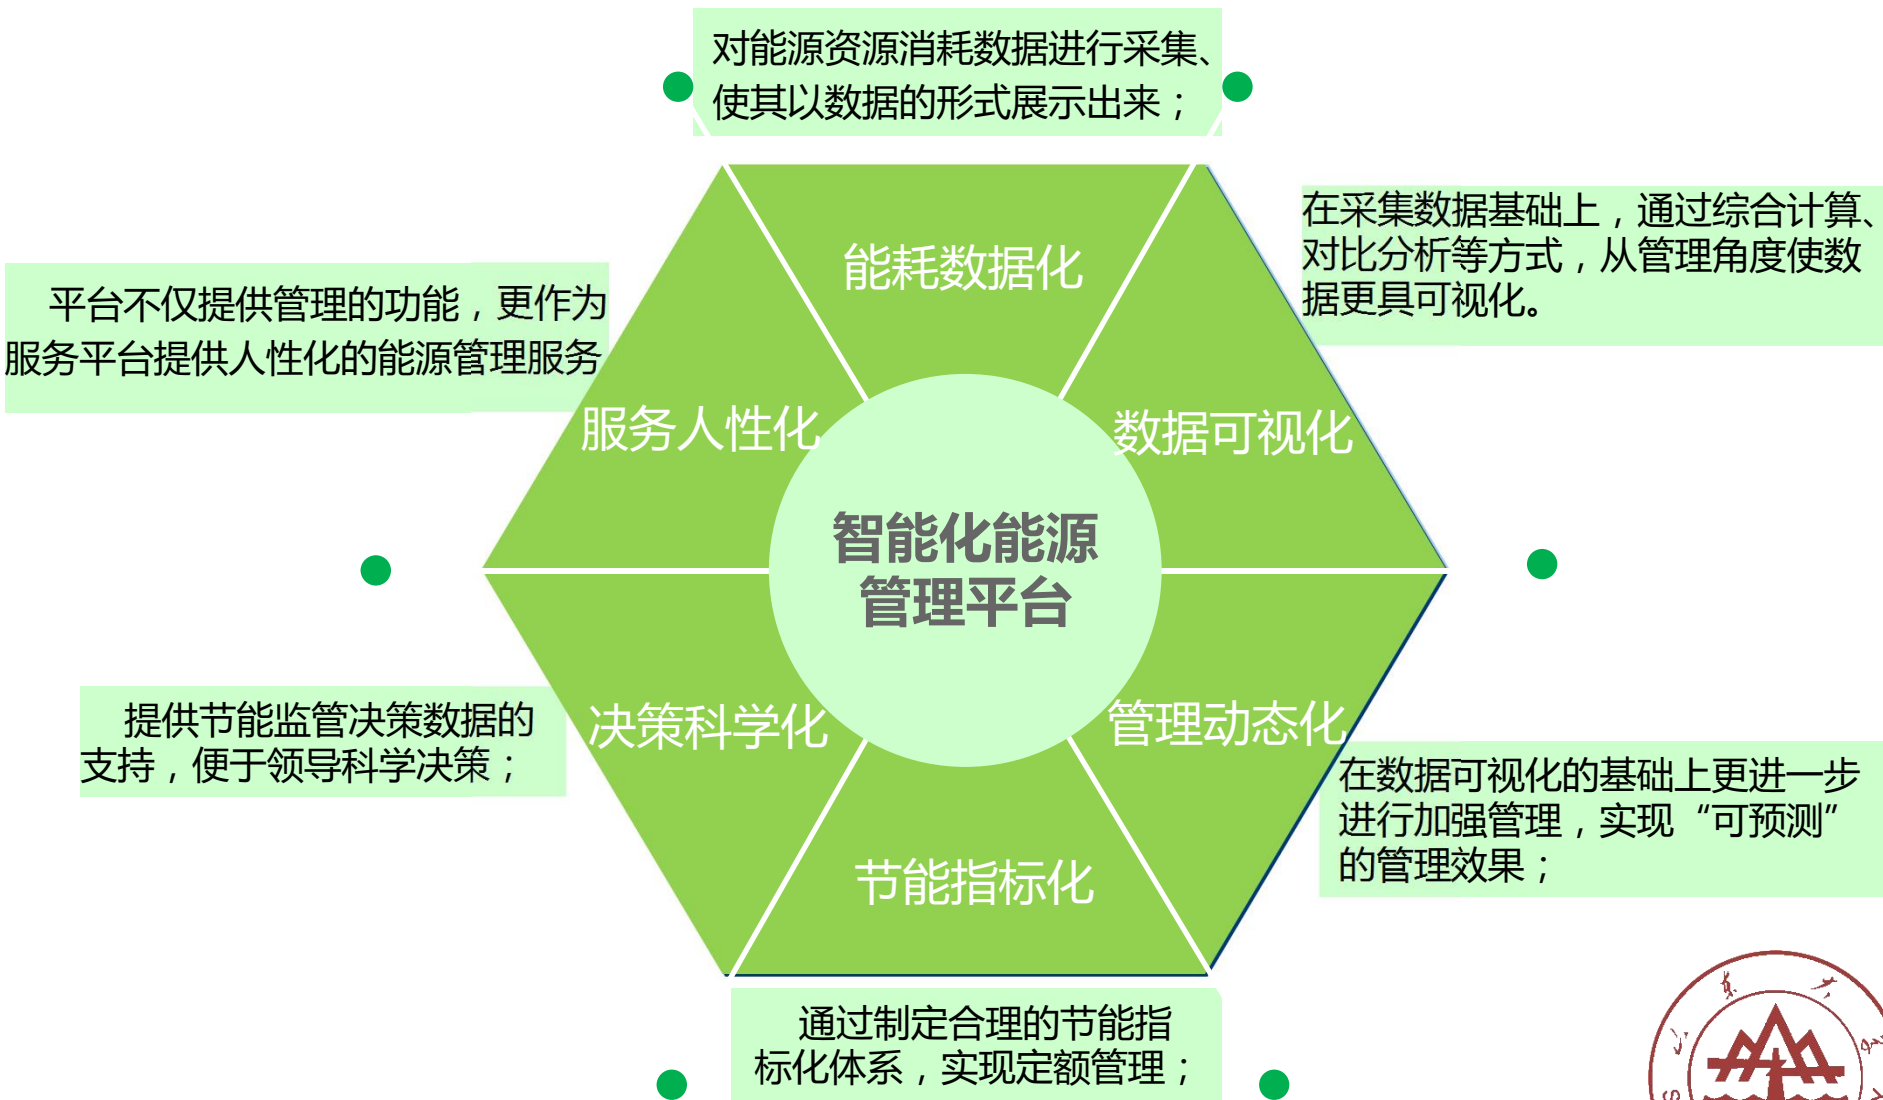 对能源资源消耗数据进行采集、
使其以数据的形式展示出来；
能耗数据化
在采集数据基础上，通过综合计算、
对比分析等方式，从管理角度使数
据更具可视化。
数据可视化
平台不仅提供管理的功能，更作为
服务平台提供人性化的能源管理服务
服务人性化
智能化能源
管理平台
提供节能监管决策数据的
支持，便于领导科学决策；
决策科学化
管理动态化
在数据可视化的基础上更进一步
进行加强管理，实现“可预测”
的管理效果；
节能指标化
通过制定合理的节能指
标化体系，实现定额管理；
山东大